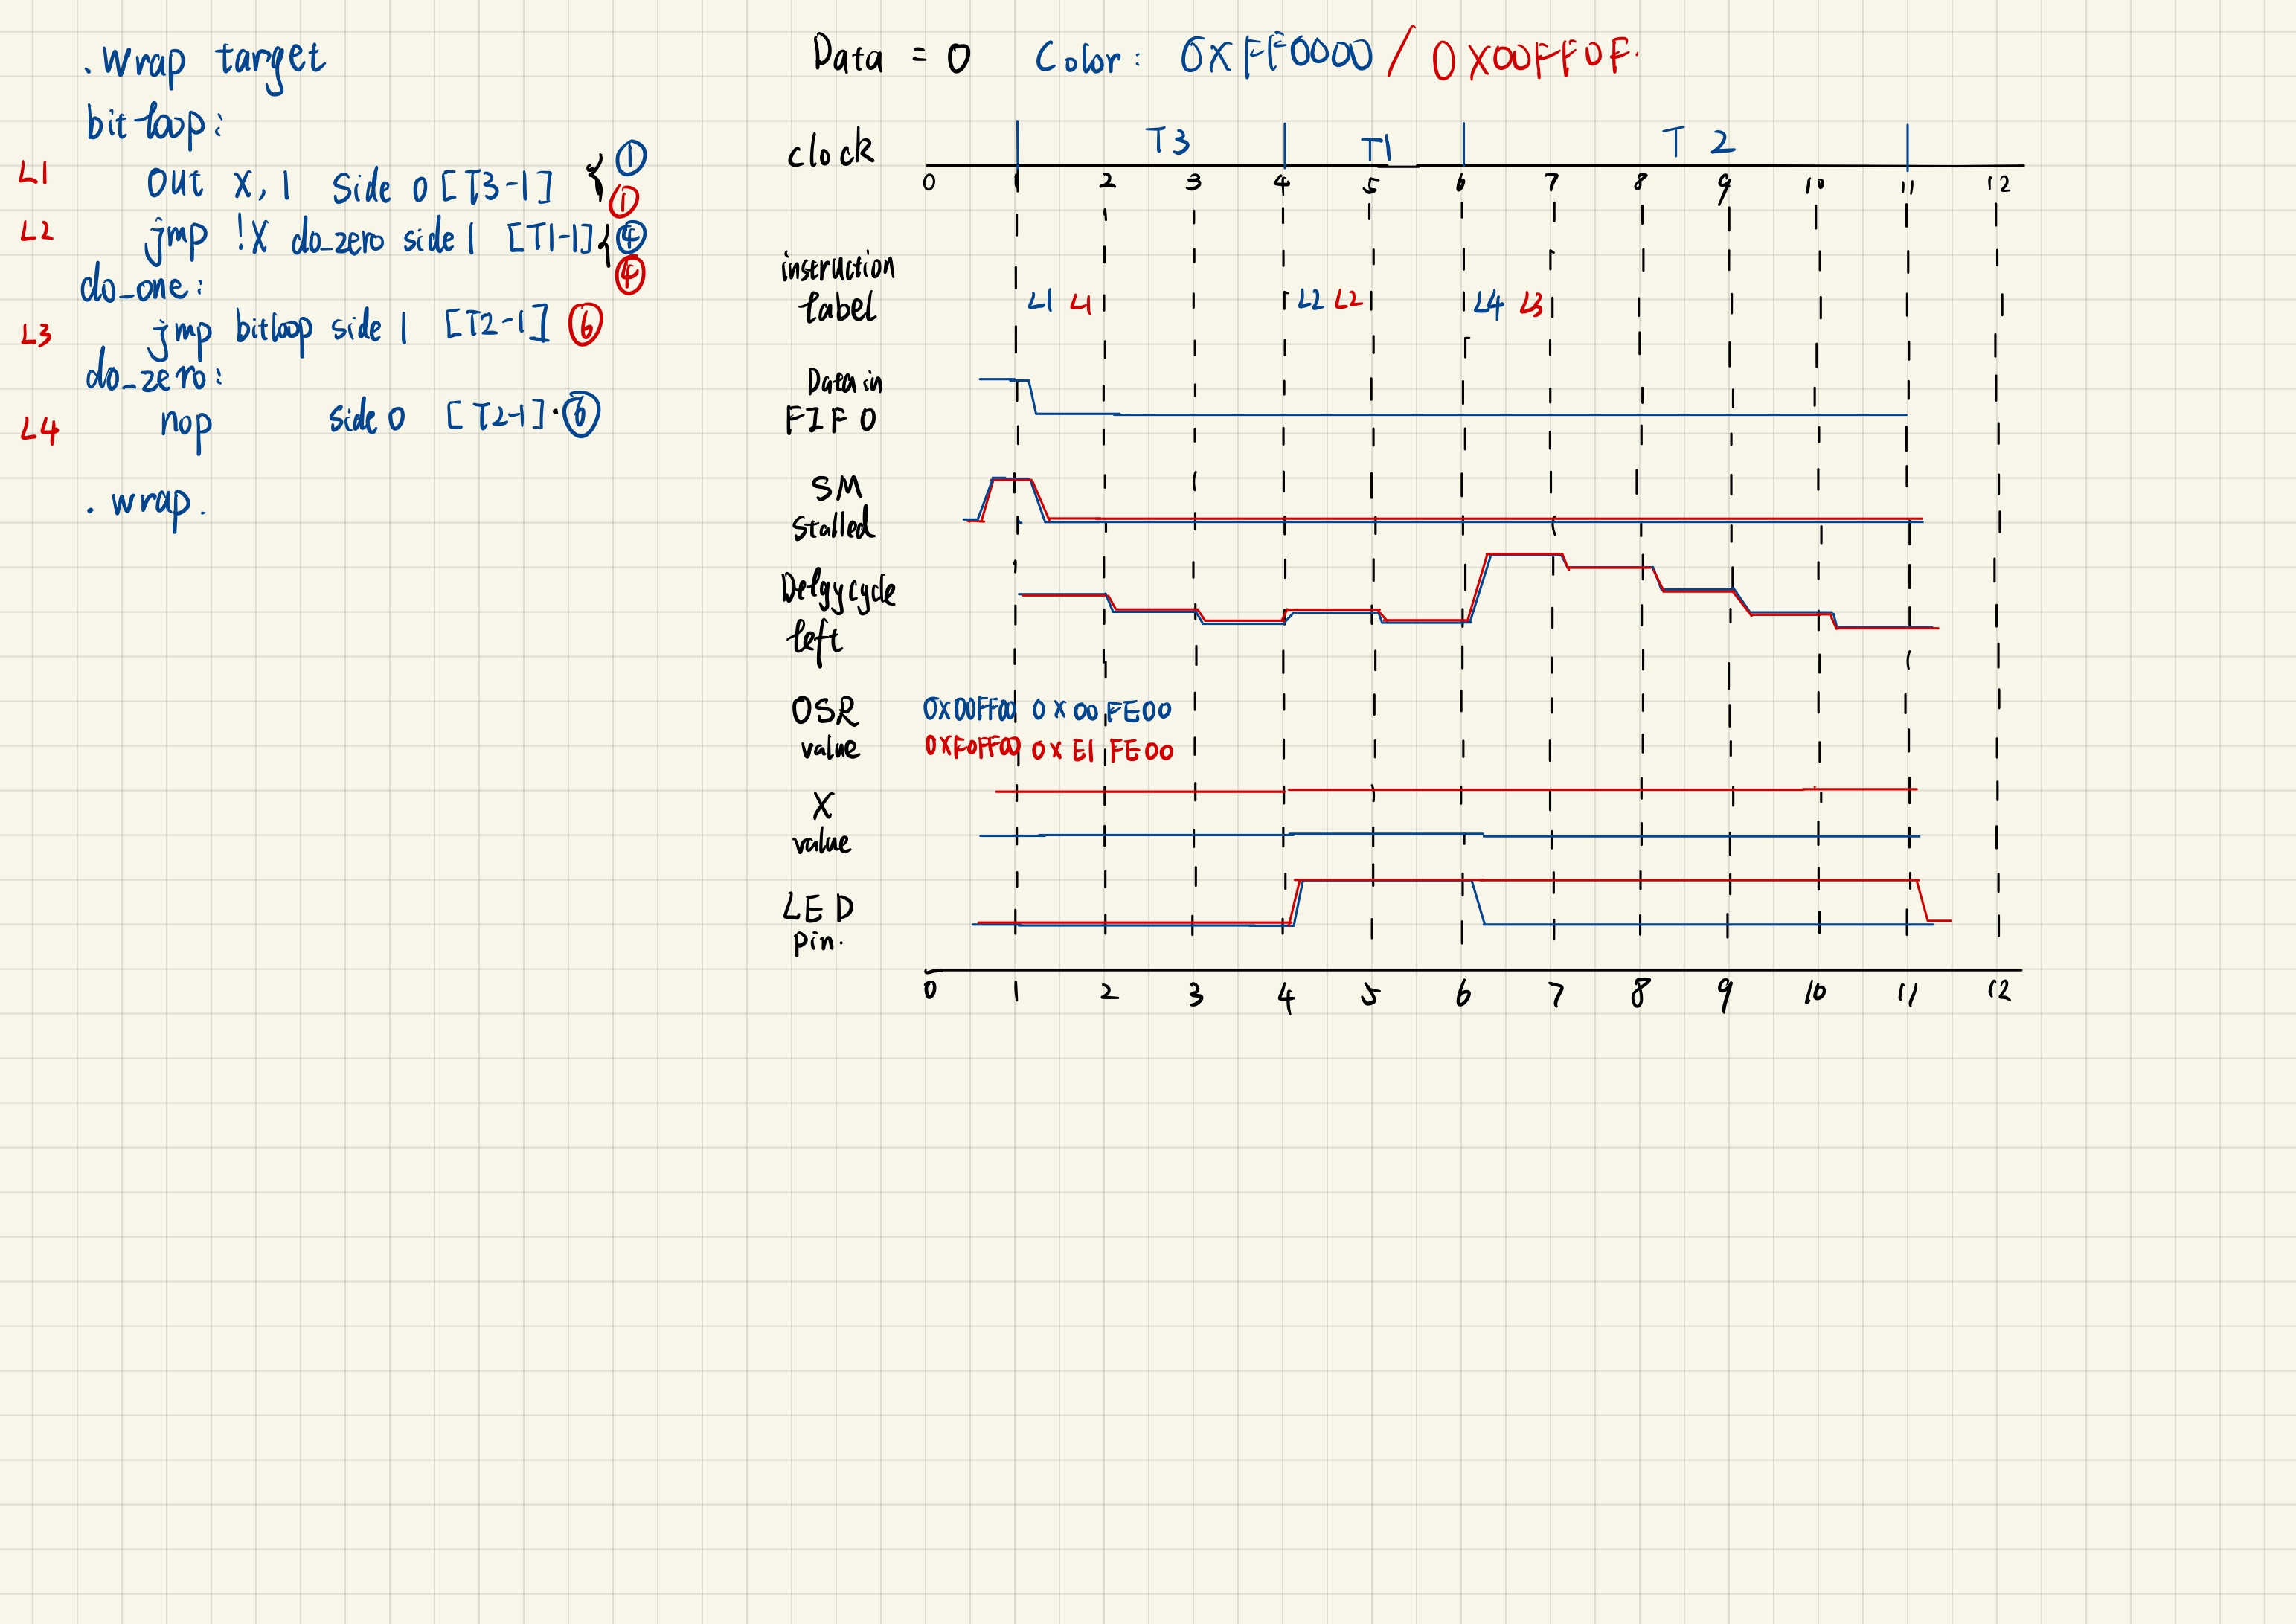 .wrap target
bitloop:
L1 out x, 1 side 0 [T3-1] { ① ①
L2 jmp !X do_zero side 1 [T1-1] { ④ ④
do_one:
L3 jmp bitloop side 1 [T2-1] ⑥
do_zero:
L4 nop side 0 [T2-1]. ⑥
.wrap.
Data = 0 Color: 0XFF0000 / 0X00FF0F.
clock T3 T1 T2
0 1 2 3 4 5 6 7 8 9 10 11 12
instruction
label L1 L1 L2 L2 L4 L3
Data in
FIFO
SM
Stalled
Delgy cycle
left
OSR 0X00FF00 0X00FE00
value 0XF0FF00 0XE1FE00
X
value
LED
pin.
0 1 2 3 4 5 6 7 8 9 10 11 12